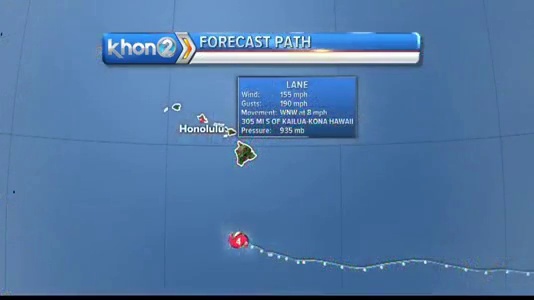 khon2
FORECAST PATH
LANE
Wind: 155 mph
Gusts: 190 mph
Movement: WNW at 8 mph
305 MI S OF KAILUA-KONA HAWAII
Pressure: 935 mb
Honolulu
4